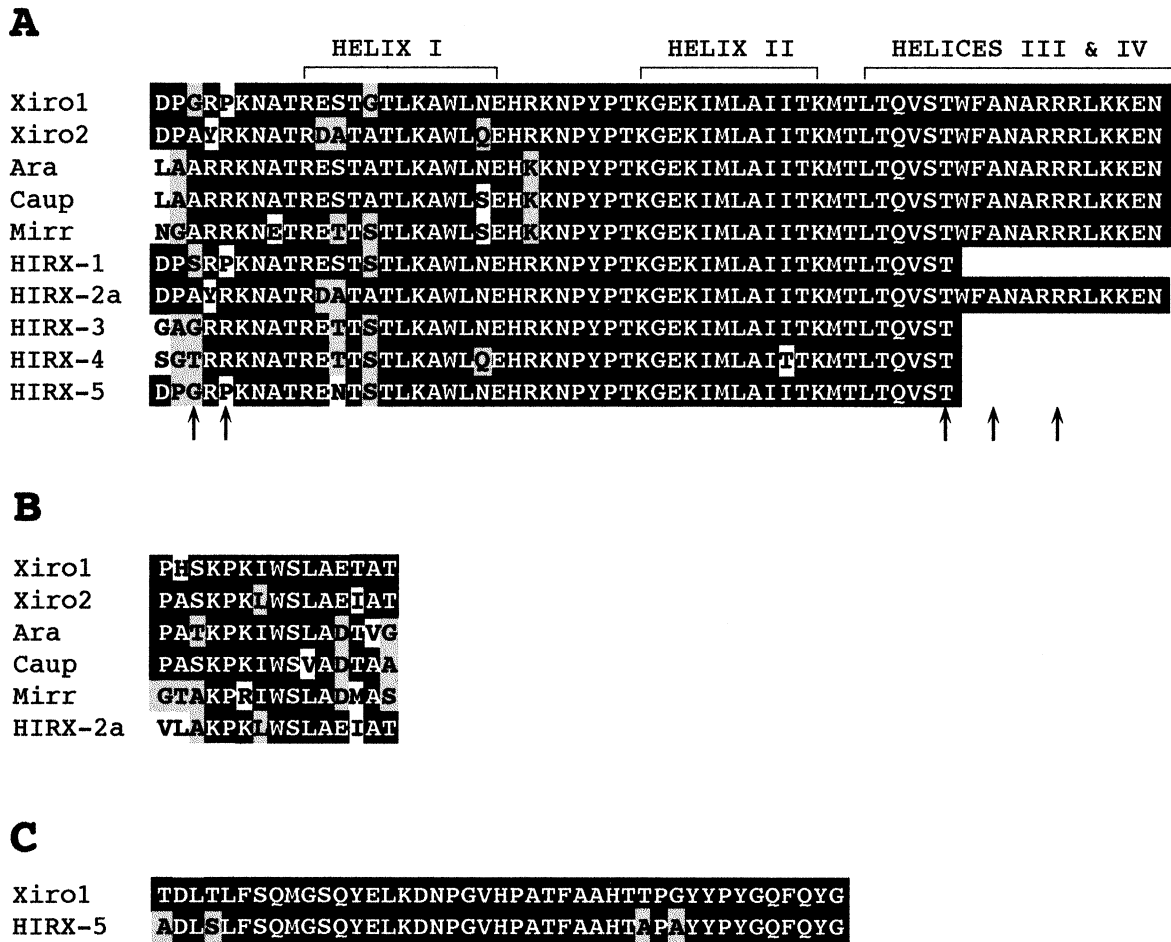 A
HELIX I HELIX II HELICES III & IV
Xiro1 DPGRPKNATRESTGTLKAWLNEHRKNPYPTKGEKIMLAIITKMTLTQVSTWFANARRRLKKEN
Xiro2 DPAYRKNATRDATATLKAWLQEHRKNPYPTKGEKIMLAIITKMTLTQVSTWFANARRRLKKEN
Ara LAARRKNATRESTATLKAWLNEHKKNPYPTKGEKIMLAIITKMTLTQVSTWFANARRRLKKEN
Caup LAARRKNATRESTATLKAWLSEHKKNPYPTKGEKIMLAIITKMTLTQVSTWFANARRRLKKEN
Mirr NGARRKNETRETTSTLKAWLSEHKKNPYPTKGEKIMLAIITKMTLTQVSTWFANARRRLKKEN
HIRX-1 DPSRPKNATRESTSTLKAWLNEHRKNPYPTKGEKIMLAIITKMTLTQVST
HIRX-2a DPAYRKNATRDATATLKAWLNEHRKNPYPTKGEKIMLAIITKMTLTQVSTWFANARRRLKKEN
HIRX-3 GAGRRKNATRETTSTLKAWLNEHRKNPYPTKGEKIMLAIITKMTLTQVST
HIRX-4 SGTRRKNATRETTSTLKAWLQEHRKNPYPTKGEKIMLAITTKMTLTQVST
HIRX-5 DPGRPKNATRENTSTLKAWLNEHRKNPYPTKGEKIMLAIITKMTLTQVST
B
Xiro1 PHSKPKIWSLAETAT
Xiro2 PASKPKLWSLAEIAT
Ara PATKPKIWSLADTVG
Caup PASKPKIWSVADTAA
Mirr GTAKPRIWSLADMAS
HIRX-2a VLAKPKLWSLAEIAT
C
Xiro1 TDLTLFSQMGSQYELKDNPGVHPATFAAHTTPGYYPYGQFQYG
HIRX-5 ADLSLFSQMGSQYELKDNPGVHPATFAAHTAPAYYPYGQFQYG